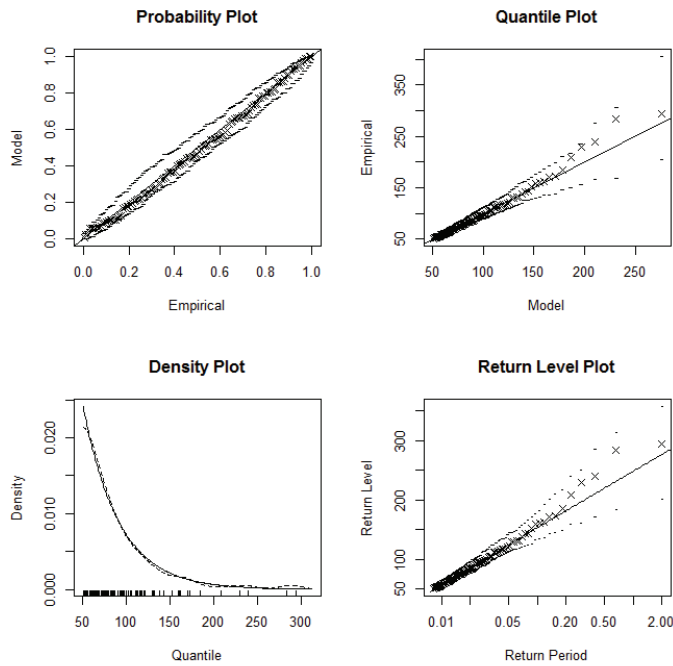 Probability Plot
Model
0.0 0.2 0.4 0.6 0.8 1.0
0.0 0.2 0.4 0.6 0.8 1.0
Empirical
Quantile Plot
Empirical
50 150 250 350
50 100 150 200 250
Model
Density Plot
Density
0.000 0.010 0.020
50 100 150 200 250 300
Quantile
Return Level Plot
Return Level
50 100 200 300
0.01 0.05 0.20 0.50 2.00
Return Period